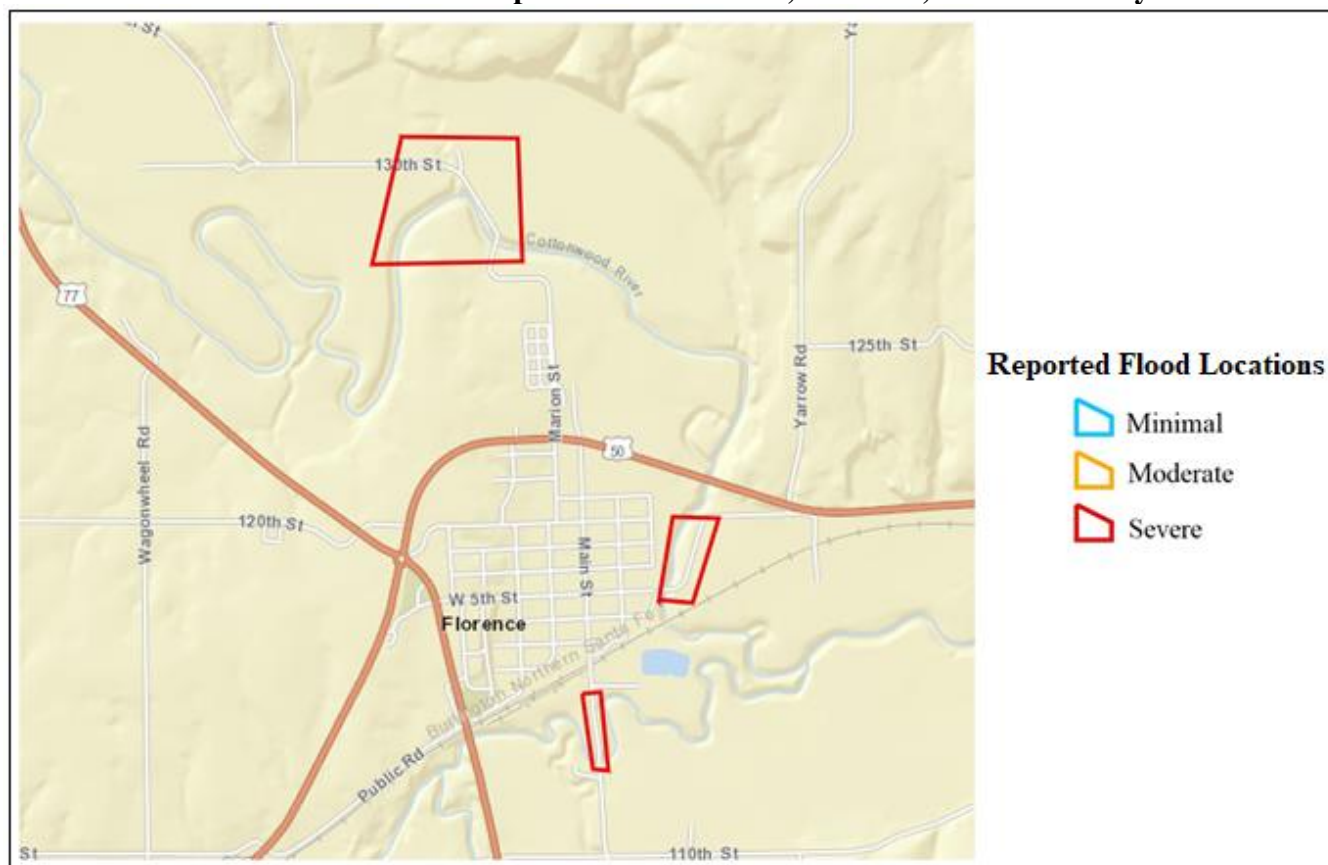 130th St
Cottonwood River
77
125th St
Yarrow Rd
Marion St
50
Wagonwheel Rd
120th St
Main St
W 5th St
Florence
Burlington Northern Santa Fe
Public Rd
St
110th St
Reported Flood Locations
Minimal
Moderate
Severe